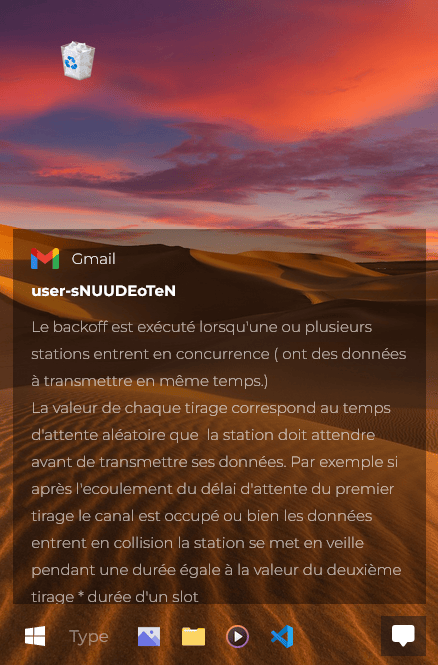 Gmail
user-sNUUDEoTeN
Le backoff est exécuté lorsqu'une ou plusieurs
stations entrent en concurrence ( ont des données
à transmettre en même temps.)
La valeur de chaque tirage correspond au temps
d'attente aléatoire que  la station doit attendre
avant de transmettre ses données. Par exemple si
après l'ecoulement du délai d'attente du premier
tirage le canal est occupé ou bien les données
entrent en collision la station se met en veille
pendant une durée égale à la valeur du deuxième
tirage * durée d'un slot
Type